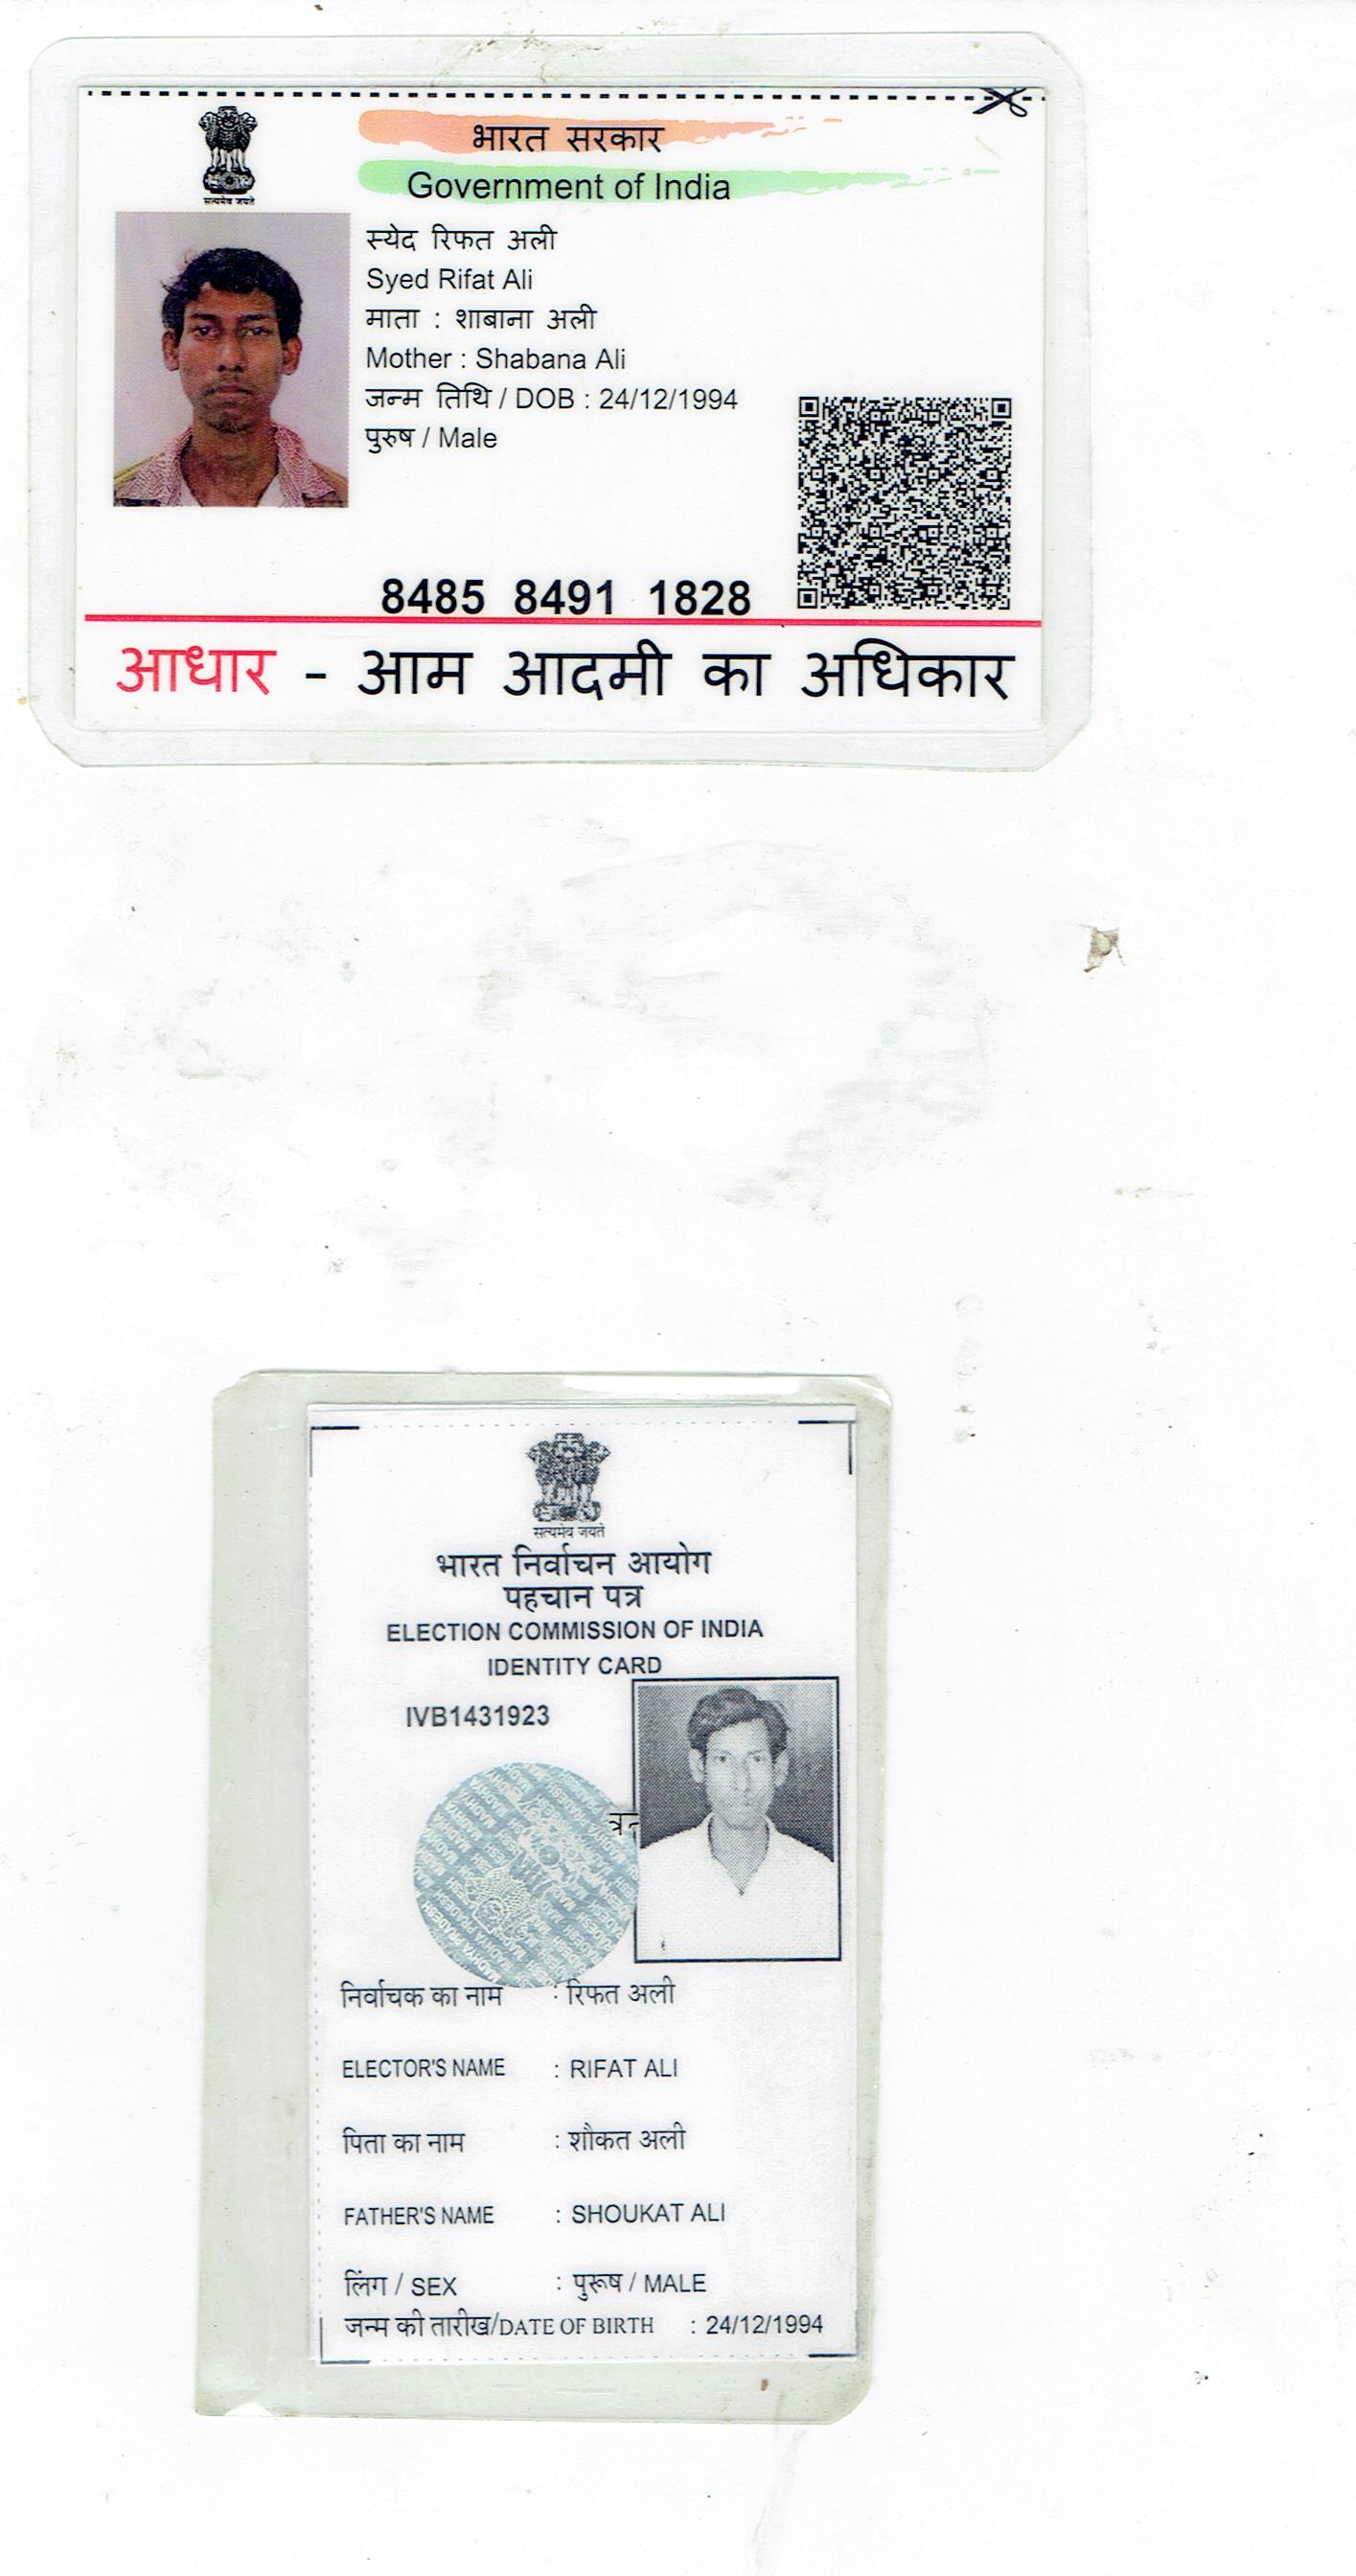 सत्यमेव जयते
भारत सरकार
Government of India
स्येद रिफत अली
Syed Rifat Ali
माता : शाबाना अली
Mother : Shabana Ali
जन्म तिथि / DOB : 24/12/1994
पुरुष / Male
8485 8491 1828
आधार - आम आदमी का अधिकार
सत्यमेव जयते
भारत निर्वाचन आयोग
पहचान पत्र
ELECTION COMMISSION OF INDIA
IDENTITY CARD
IVB1431923
MADHYA PRADESH
निर्वाचक का नाम : रिफत अली
ELECTOR'S NAME : RIFAT ALI
पिता का नाम : शौकत अली
FATHER'S NAME : SHOUKAT ALI
लिंग / SEX : पुरूष / MALE
जन्म की तारीख/DATE OF BIRTH : 24/12/1994